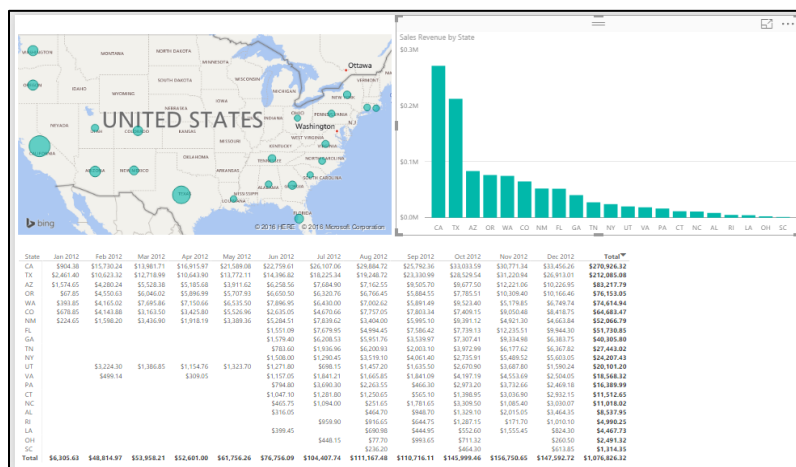 Sales Revenue by State
$0.3M
$0.2M
$0.1M
$0.0M
CA TX AZ OR WA CO NM FL GA TN NY UT VA PA CT NC AL RI LA OH SC
WASHINGTON
MONTANA
NORTH DAKOTA
MINNESOTA
Ottawa
OREGON
IDAHO
SOUTH DAKOTA
WISCONSIN
VERMONT
WYOMING
MICHIGAN
NEW YORK
NEVADA
NEBRASKA
IOWA
OHIO
PENNSYLVANIA
UNITED STATES
INDIANA
Washington
UTAH
COLORADO
KANSAS
MISSOURI
WEST VIRGINIA
VIRGINIA
CALIFORNIA
KENTUCKY
ARIZONA
NEW MEXICO
OKLAHOMA
ARKANSAS
TENNESSEE
NORTH CAROLINA
SOUTH CAROLINA
TEXAS
MISSISSIPPI
ALABAMA
GEORGIA
LOUISIANA
FLORIDA
bing
© 2016 HERE © 2016 Microsoft Corporation
State Jan 2012 Feb 2012 Mar 2012 Apr 2012 May 2012 Jun 2012 Jul 2012 Aug 2012 Sep 2012 Oct 2012 Nov 2012 Dec 2012 Total
CA $904.38 $15,730.24 $13,981.71 $16,915.97 $21,589.08 $22,759.61 $26,107.06 $29,884.72 $25,792.36 $33,033.59 $30,771.34 $33,456.26 $270,926.32
TX $2,461.40 $10,623.32 $12,718.99 $10,643.90 $13,772.11 $14,396.82 $18,225.34 $19,248.72 $23,330.99 $28,529.54 $31,220.94 $26,913.01 $212,085.08
AZ $1,574.65 $4,280.24 $5,528.38 $5,185.68 $3,911.62 $6,258.56 $7,684.90 $7,162.55 $9,505.70 $9,677.50 $12,221.06 $10,226.95 $83,217.79
OR $67.85 $4,550.63 $6,046.02 $5,896.99 $5,707.93 $6,650.50 $6,320.76 $6,766.45 $5,884.55 $7,785.51 $10,309.40 $10,166.46 $76,153.05
WA $393.85 $4,165.02 $7,695.86 $7,150.66 $6,535.50 $7,896.95 $6,430.00 $7,002.62 $5,891.49 $9,523.40 $5,179.85 $6,749.74 $74,614.94
CO $678.85 $4,143.88 $3,163.50 $3,425.80 $5,526.96 $2,635.05 $4,670.66 $7,757.05 $7,803.34 $7,409.15 $9,050.48 $8,418.75 $64,683.47
NM $224.65 $1,598.20 $3,436.90 $1,918.19 $3,389.36 $5,284.51 $7,839.62 $3,404.00 $5,995.10 $9,391.12 $4,921.30 $4,663.84 $52,066.79
FL $1,551.09 $7,679.95 $4,994.45 $7,586.42 $7,739.13 $12,235.51 $9,944.30 $51,730.85
GA $1,579.40 $6,208.53 $5,951.76 $3,539.97 $7,307.41 $9,334.98 $6,383.75 $40,305.80
TN $783.60 $1,936.96 $6,200.93 $2,003.10 $3,972.99 $6,177.62 $6,367.82 $27,443.02
NY $1,508.00 $1,290.45 $3,519.10 $4,061.40 $2,735.91 $5,489.52 $5,603.05 $24,207.43
UT $3,224.30 $1,386.85 $1,154.76 $1,323.70 $1,271.80 $698.15 $1,457.20 $1,635.50 $2,670.90 $3,687.80 $1,590.24 $20,101.20
VA $499.14 $309.05 $1,157.05 $1,841.21 $1,665.85 $1,841.09 $4,197.19 $4,553.69 $2,504.05 $18,568.32
PA $794.80 $3,690.30 $2,263.55 $466.30 $2,973.20 $3,732.66 $2,469.18 $16,389.99
CT $1,047.10 $1,281.80 $1,250.65 $565.10 $1,398.95 $3,036.90 $2,932.15 $11,512.65
NC $465.75 $1,094.00 $251.65 $1,781.65 $3,309.50 $1,085.40 $3,030.07 $11,018.02
AL $316.05 $464.70 $948.70 $1,329.10 $2,015.05 $3,464.35 $8,537.95
RI $959.90 $916.65 $644.75 $1,287.15 $171.70 $1,010.10 $4,990.25
LA $399.45 $690.98 $444.95 $552.60 $1,555.45 $824.30 $4,467.73
OH $448.15 $77.70 $993.65 $711.32 $260.50 $2,491.32
SC $236.20 $464.30 $613.85 $1,314.35
Total $6,305.63 $48,814.97 $53,958.21 $52,601.00 $61,756.26 $76,756.09 $104,407.74 $111,167.48 $110,716.11 $145,999.46 $156,750.65 $147,592.72 $1,076,826.32